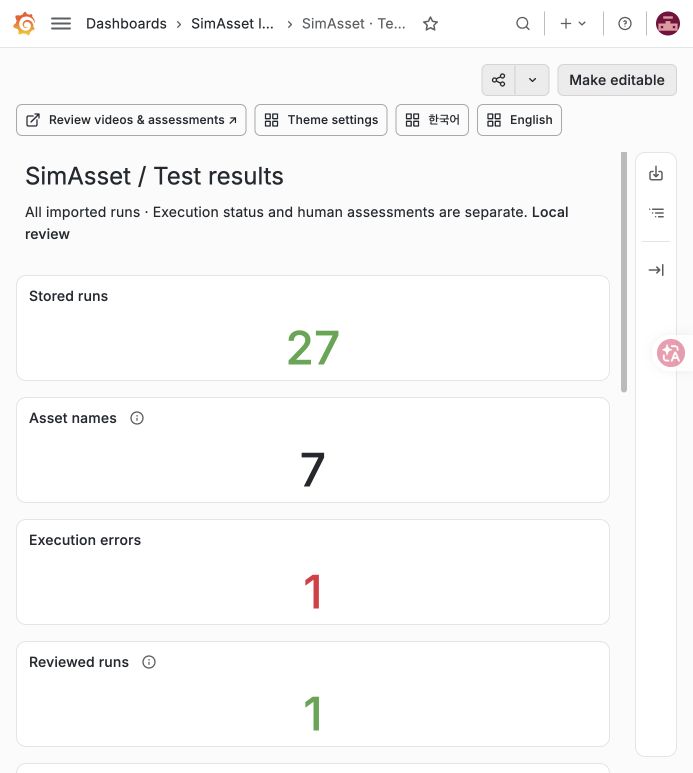 Dashboards › SimAsset I... › SimAsset · Te...
Make editable
Review videos & assessments ↗
Theme settings
한국어
English
SimAsset / Test results
All imported runs · Execution status and human assessments are separate. Local
review
Stored runs
27
Asset names
7
Execution errors
1
Reviewed runs
1